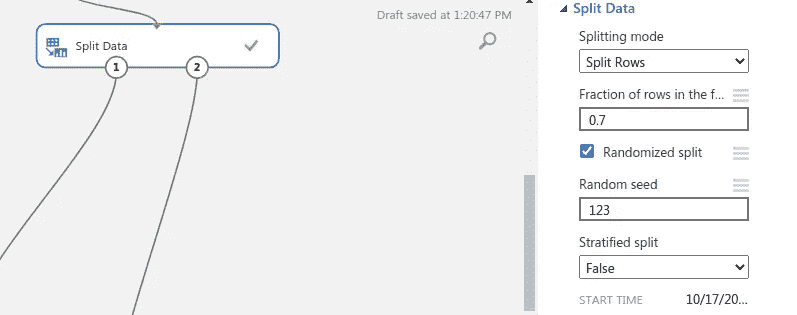 Draft saved at 1:20:47 PM
Split Data
1
2
Split Data
Splitting mode
Split Rows
Fraction of rows in the f...
0.7
Randomized split
Random seed
123
Stratified split
False
START TIME 10/17/20...